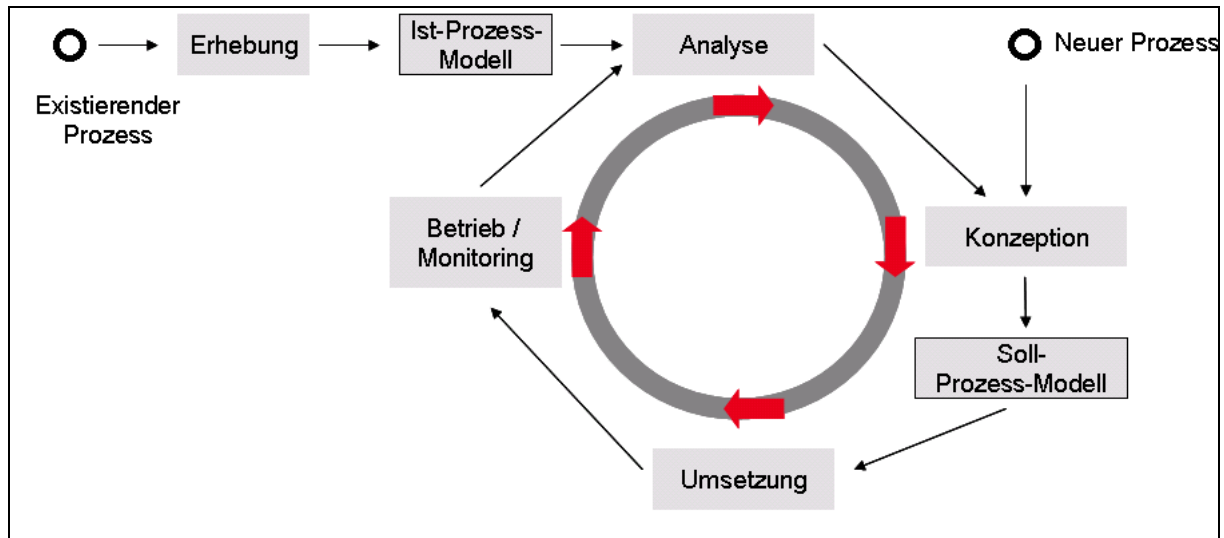 Erhebung
Ist-Prozess-
Modell
Analyse
Neuer Prozess
Existierender
Prozess
Betrieb /
Monitoring
Konzeption
Soll-
Prozess-Modell
Umsetzung